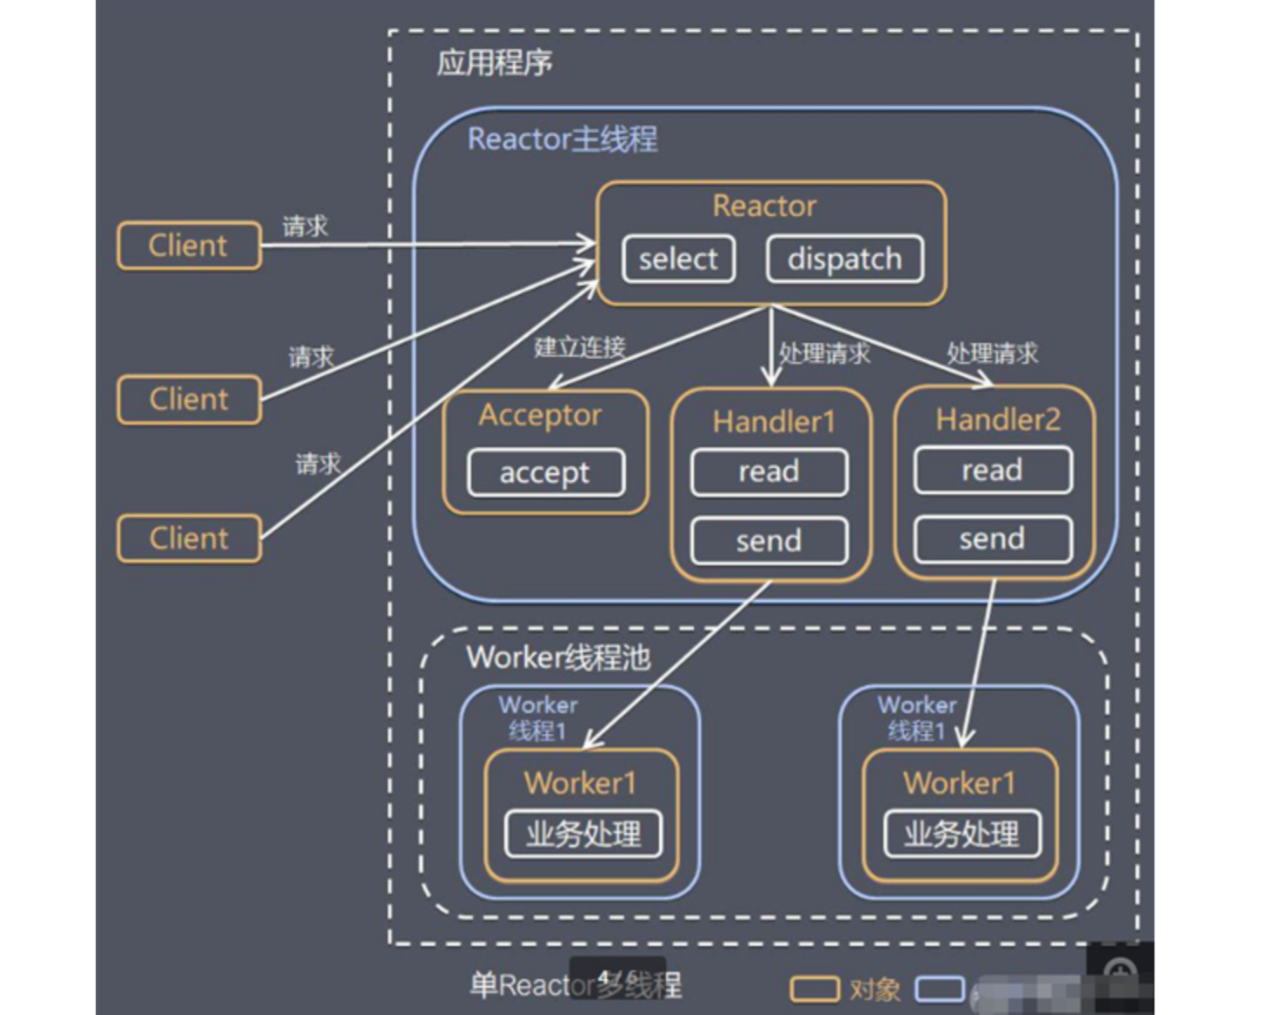 应用程序
Reactor主线程
Reactor
select
dispatch
Client
请求
Client
请求
Client
请求
建立连接
处理请求
处理请求
Acceptor
accept
Handler1
read
send
Handler2
read
send
Worker线程池
Worker
线程1
Worker1
业务处理
Worker
线程1
Worker1
业务处理
单Reactor多线程
4 / 6
对象